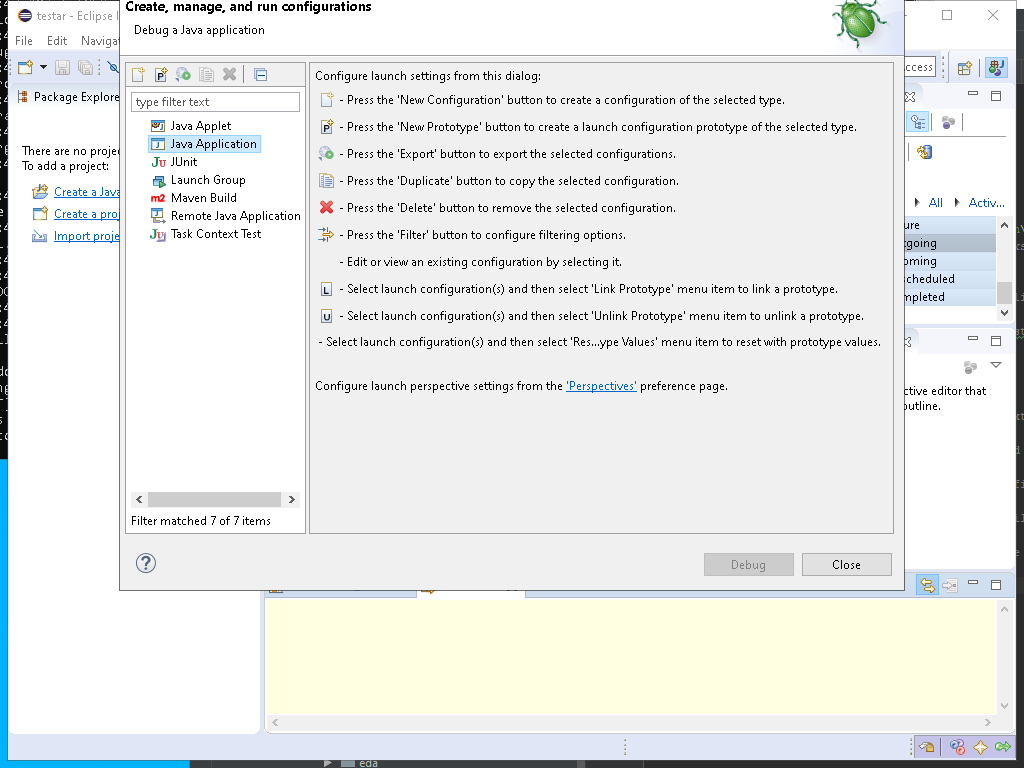 testar - Eclipse I
Create, manage, and run configurations
Debug a Java application
File Edit Navigat
ccess
Package Explore
type filter text
Java Applet
Java Application
JUnit
Launch Group
Maven Build
Remote Java Application
Task Context Test
Filter matched 7 of 7 items
There are no projec
To add a project:
Create a Java
Create a proj
Import proje
Configure launch settings from this dialog:
- Press the 'New Configuration' button to create a configuration of the selected type.
- Press the 'New Prototype' button to create a launch configuration prototype of the selected type.
- Press the 'Export' button to export the selected configurations.
- Press the 'Duplicate' button to copy the selected configuration.
- Press the 'Delete' button to remove the selected configuration.
- Press the 'Filter' button to configure filtering options.
- Edit or view an existing configuration by selecting it.
- Select launch configuration(s) and then select 'Link Prototype' menu item to link a prototype.
- Select launch configuration(s) and then select 'Unlink Prototype' menu item to unlink a prototype.
- Select launch configuration(s) and then select 'Res...ype Values' menu item to reset with prototype values.
Configure launch perspective settings from the 'Perspectives' preference page.
Debug
Close
All Activ...
ure
tgoing
oming
scheduled
mpleted
ctive editor that
outline.
eda